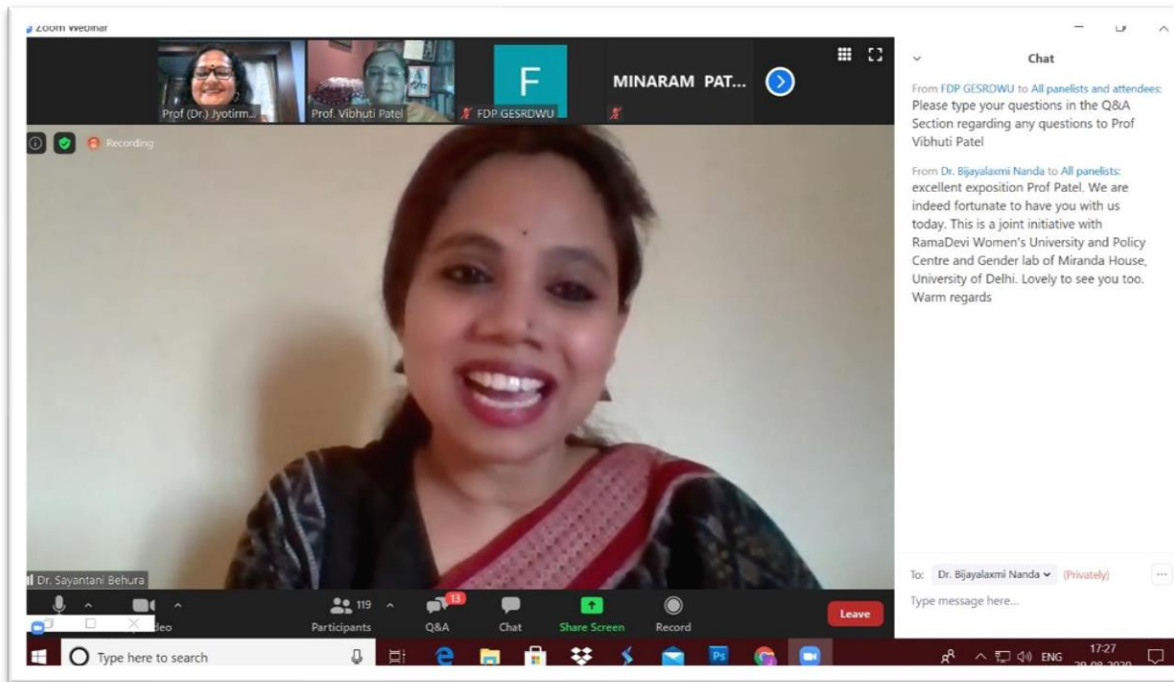 Zoom Webinar
Prof (Dr.) Jyotirm...
Prof. Vibhuti Patel
F
FDP GESRDWU
MINARAM PAT...
Recording
Dr. Sayantani Behura
119
Participants
13
Q&A
Chat
Share Screen
Record
Leave
Chat
From FDP GESRDWU to All panelists and attendees:
Please type your questions in the Q&A
Section regarding any questions to Prof
Vibhuti Patel
From Dr. Bijayalaxmi Nanda to All panelists:
excellent exposition Prof Patel. We are
indeed fortunate to have you with us
today. This is a joint initiative with
RamaDevi Women's University and Policy
Centre and Gender lab of Miranda House,
University of Delhi. Lovely to see you too.
Warm regards
To: Dr. Bijayalaxmi Nanda (Privately)
Type message here...
Type here to search
Ps
ENG
17:27
29-08-2020